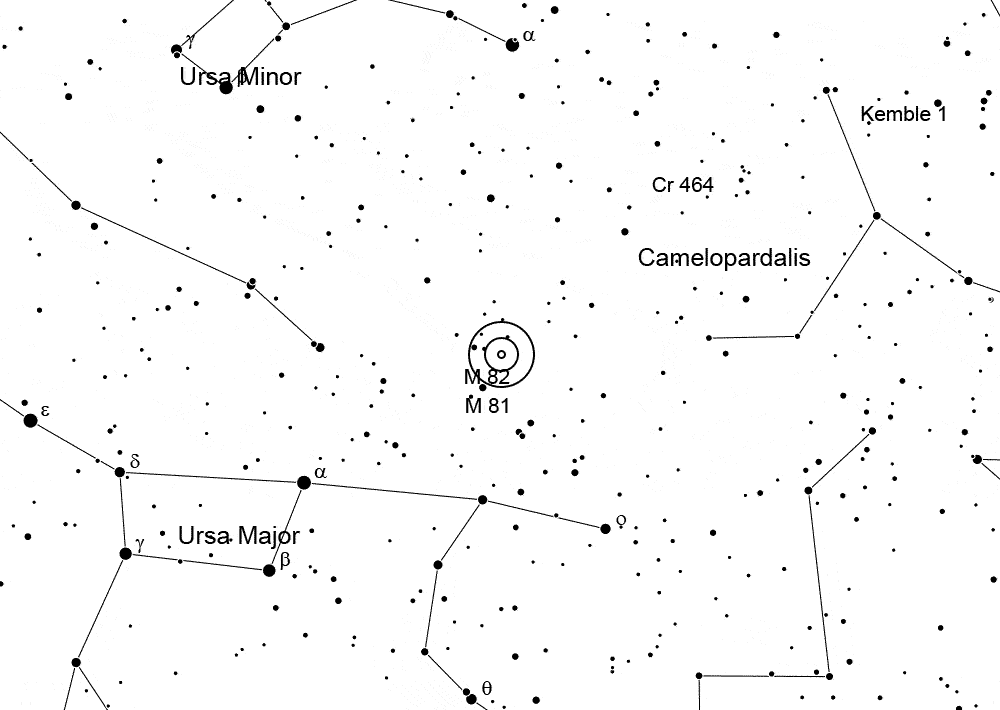 γ
α
β
Ursa Minor
Kemble 1
Cr 464
Camelopardalis
M 82
M 81
ε
δ
α
ο
Ursa Major
γ
β
θ